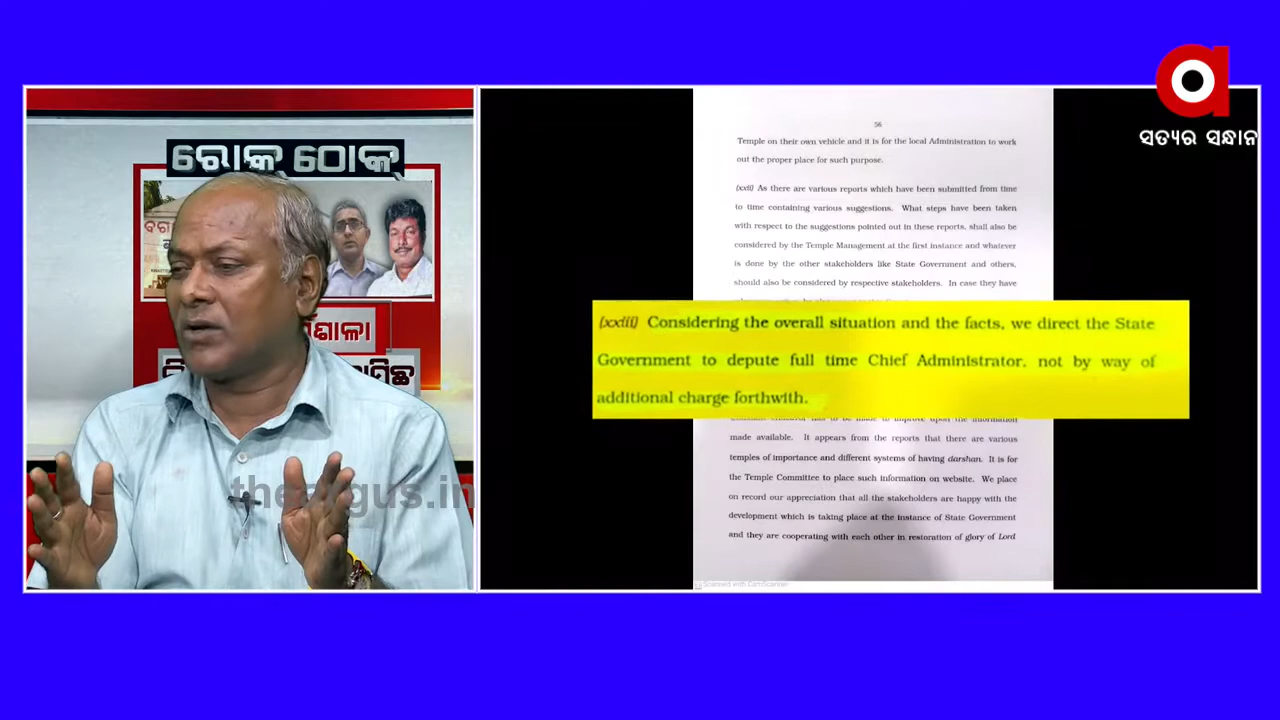 ସତ୍ୟର ସନ୍ଧାନ
ରୋକ୍ ଠୋକ୍
theargus.in
56
Temple on their own vehicle and it is for the local Administration to work
out the proper place for such purpose.
(xxii) As there are various reports which have been submitted from time
to time containing various suggestions. What steps have been taken
with respect to the suggestions pointed out in these reports, shall also be
considered by the Temple Management at the first instance and whatever
is done by the other stakeholders like State Government and others,
should also be considered by respective stakeholders. In case they have
(xxiii) Considering the overall situation and the facts, we direct the State
Government to depute full time Chief Administrator, not by way of
additional charge forthwith.
made available. It appears from the reports that there are various
temples of importance and different systems of having darshan. It is for
the Temple Committee to place such information on website. We place
on record our appreciation that all the stakeholders are happy with the
development which is taking place at the instance of State Government
and they are cooperating with each other in restoration of glory of Lord
Scanned with CamScanner